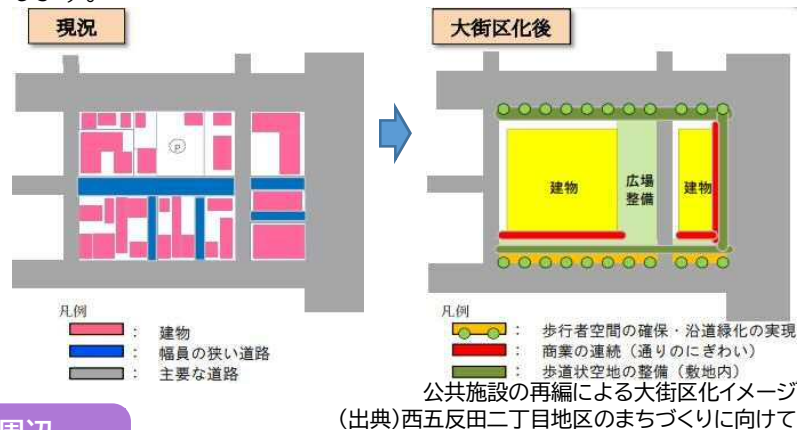 します。
現況
大街区化後
P
建物
広場
整備
建物
凡例
：　建物
：　幅員の狭い道路
：　主要な道路
凡例
：　歩行者空間の確保・沿道緑化の実現
：　商業の連続（通りのにぎわい）
：　歩道状空地の整備（敷地内）
公共施設の再編による大街区化イメージ
（出典）西五反田二丁目地区のまちづくりに向けて
周辺